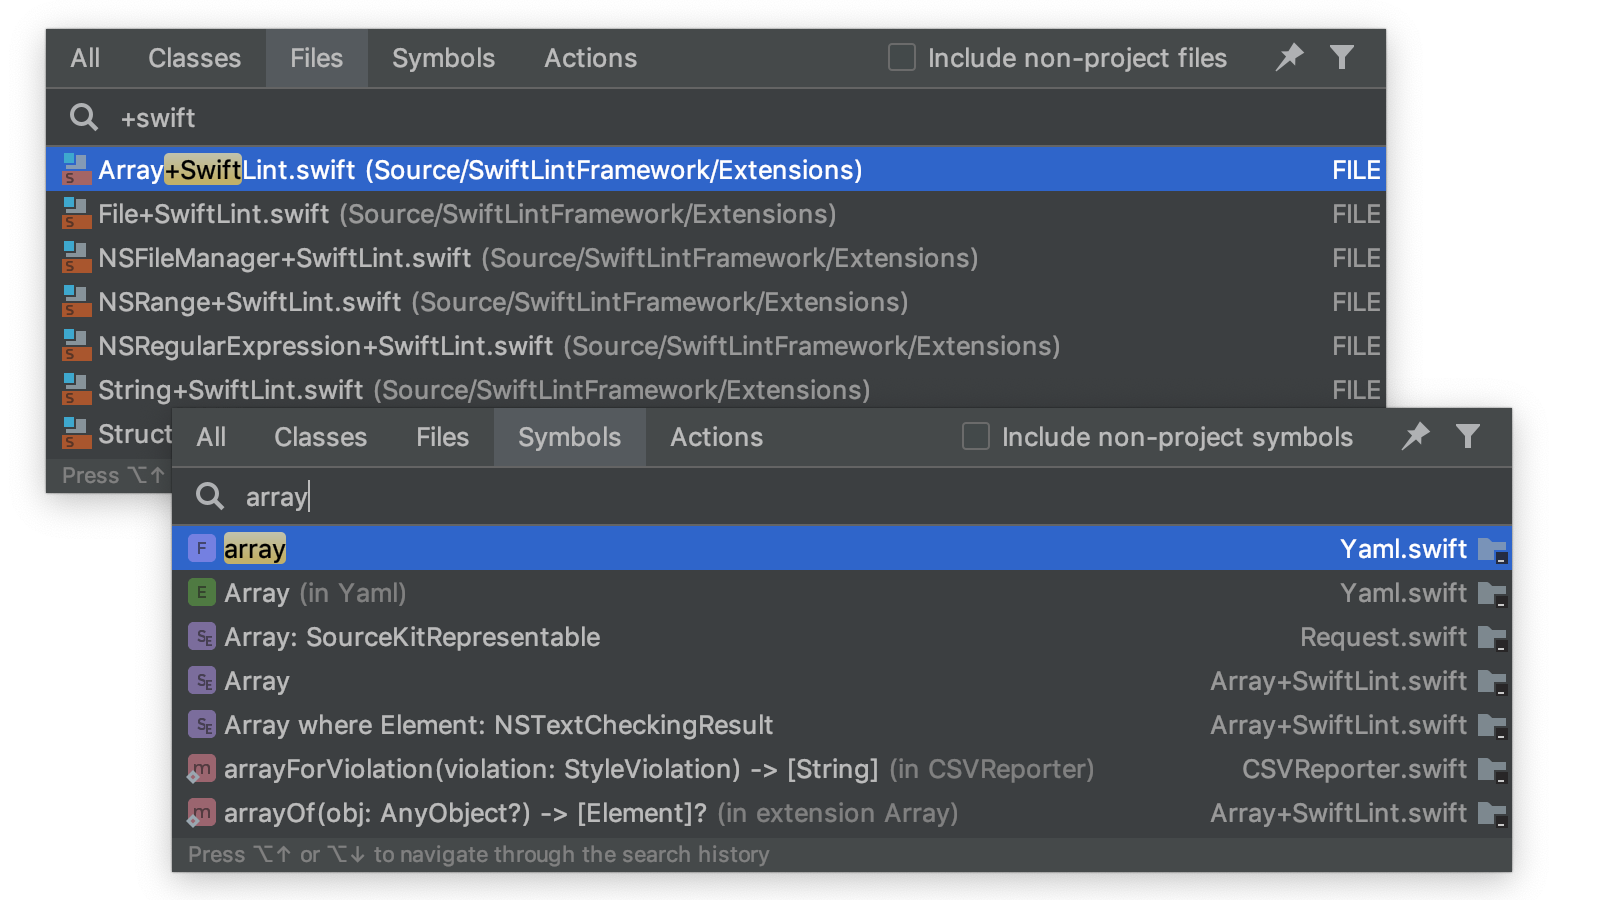 All Classes Files Symbols Actions Include non-project files
+swift
S Array+SwiftLint.swift (Source/SwiftLintFramework/Extensions) FILE
S File+SwiftLint.swift (Source/SwiftLintFramework/Extensions) FILE
S NSFileManager+SwiftLint.swift (Source/SwiftLintFramework/Extensions) FILE
S NSRange+SwiftLint.swift (Source/SwiftLintFramework/Extensions) FILE
S NSRegularExpression+SwiftLint.swift (Source/SwiftLintFramework/Extensions) FILE
S String+SwiftLint.swift (Source/SwiftLintFramework/Extensions) FILE
S Struct
Press ⌥↑
All Classes Files Symbols Actions Include non-project symbols
array
F array Yaml.swift
E Array (in Yaml) Yaml.swift
SE Array: SourceKitRepresentable Request.swift
SE Array Array+SwiftLint.swift
SE Array where Element: NSTextCheckingResult Array+SwiftLint.swift
m arrayForViolation(violation: StyleViolation) -> [String] (in CSVReporter) CSVReporter.swift
m arrayOf(obj: AnyObject?) -> [Element]? (in extension Array) Array+SwiftLint.swift
Press ⌥↑ or ⌥↓ to navigate through the search history